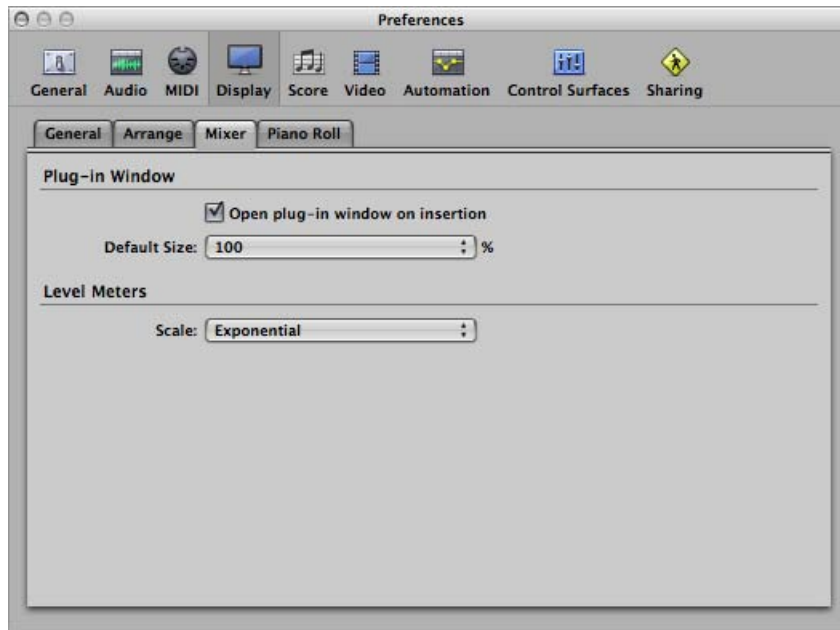 Preferences
General Audio MIDI Display Score Video Automation Control Surfaces Sharing
General Arrange Mixer Piano Roll
Plug-in Window
Open plug-in window on insertion
Default Size: 100 %
Level Meters
Scale: Exponential